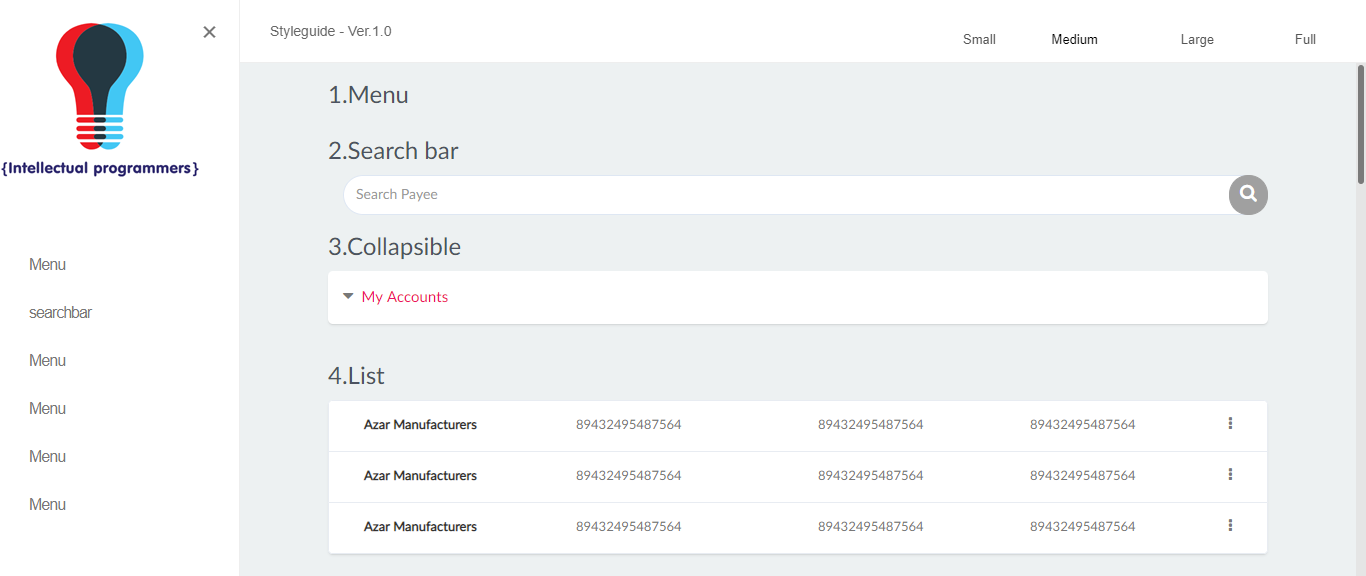 {Intellectual programmers}
Menu
searchbar
Menu
Menu
Menu
Menu
Styleguide - Ver.1.0
Small Medium Large Full
1.Menu
2.Search bar
Search Payee
3.Collapsible
My Accounts
4.List
Azar Manufacturers 89432495487564 89432495487564 89432495487564
Azar Manufacturers 89432495487564 89432495487564 89432495487564
Azar Manufacturers 89432495487564 89432495487564 89432495487564